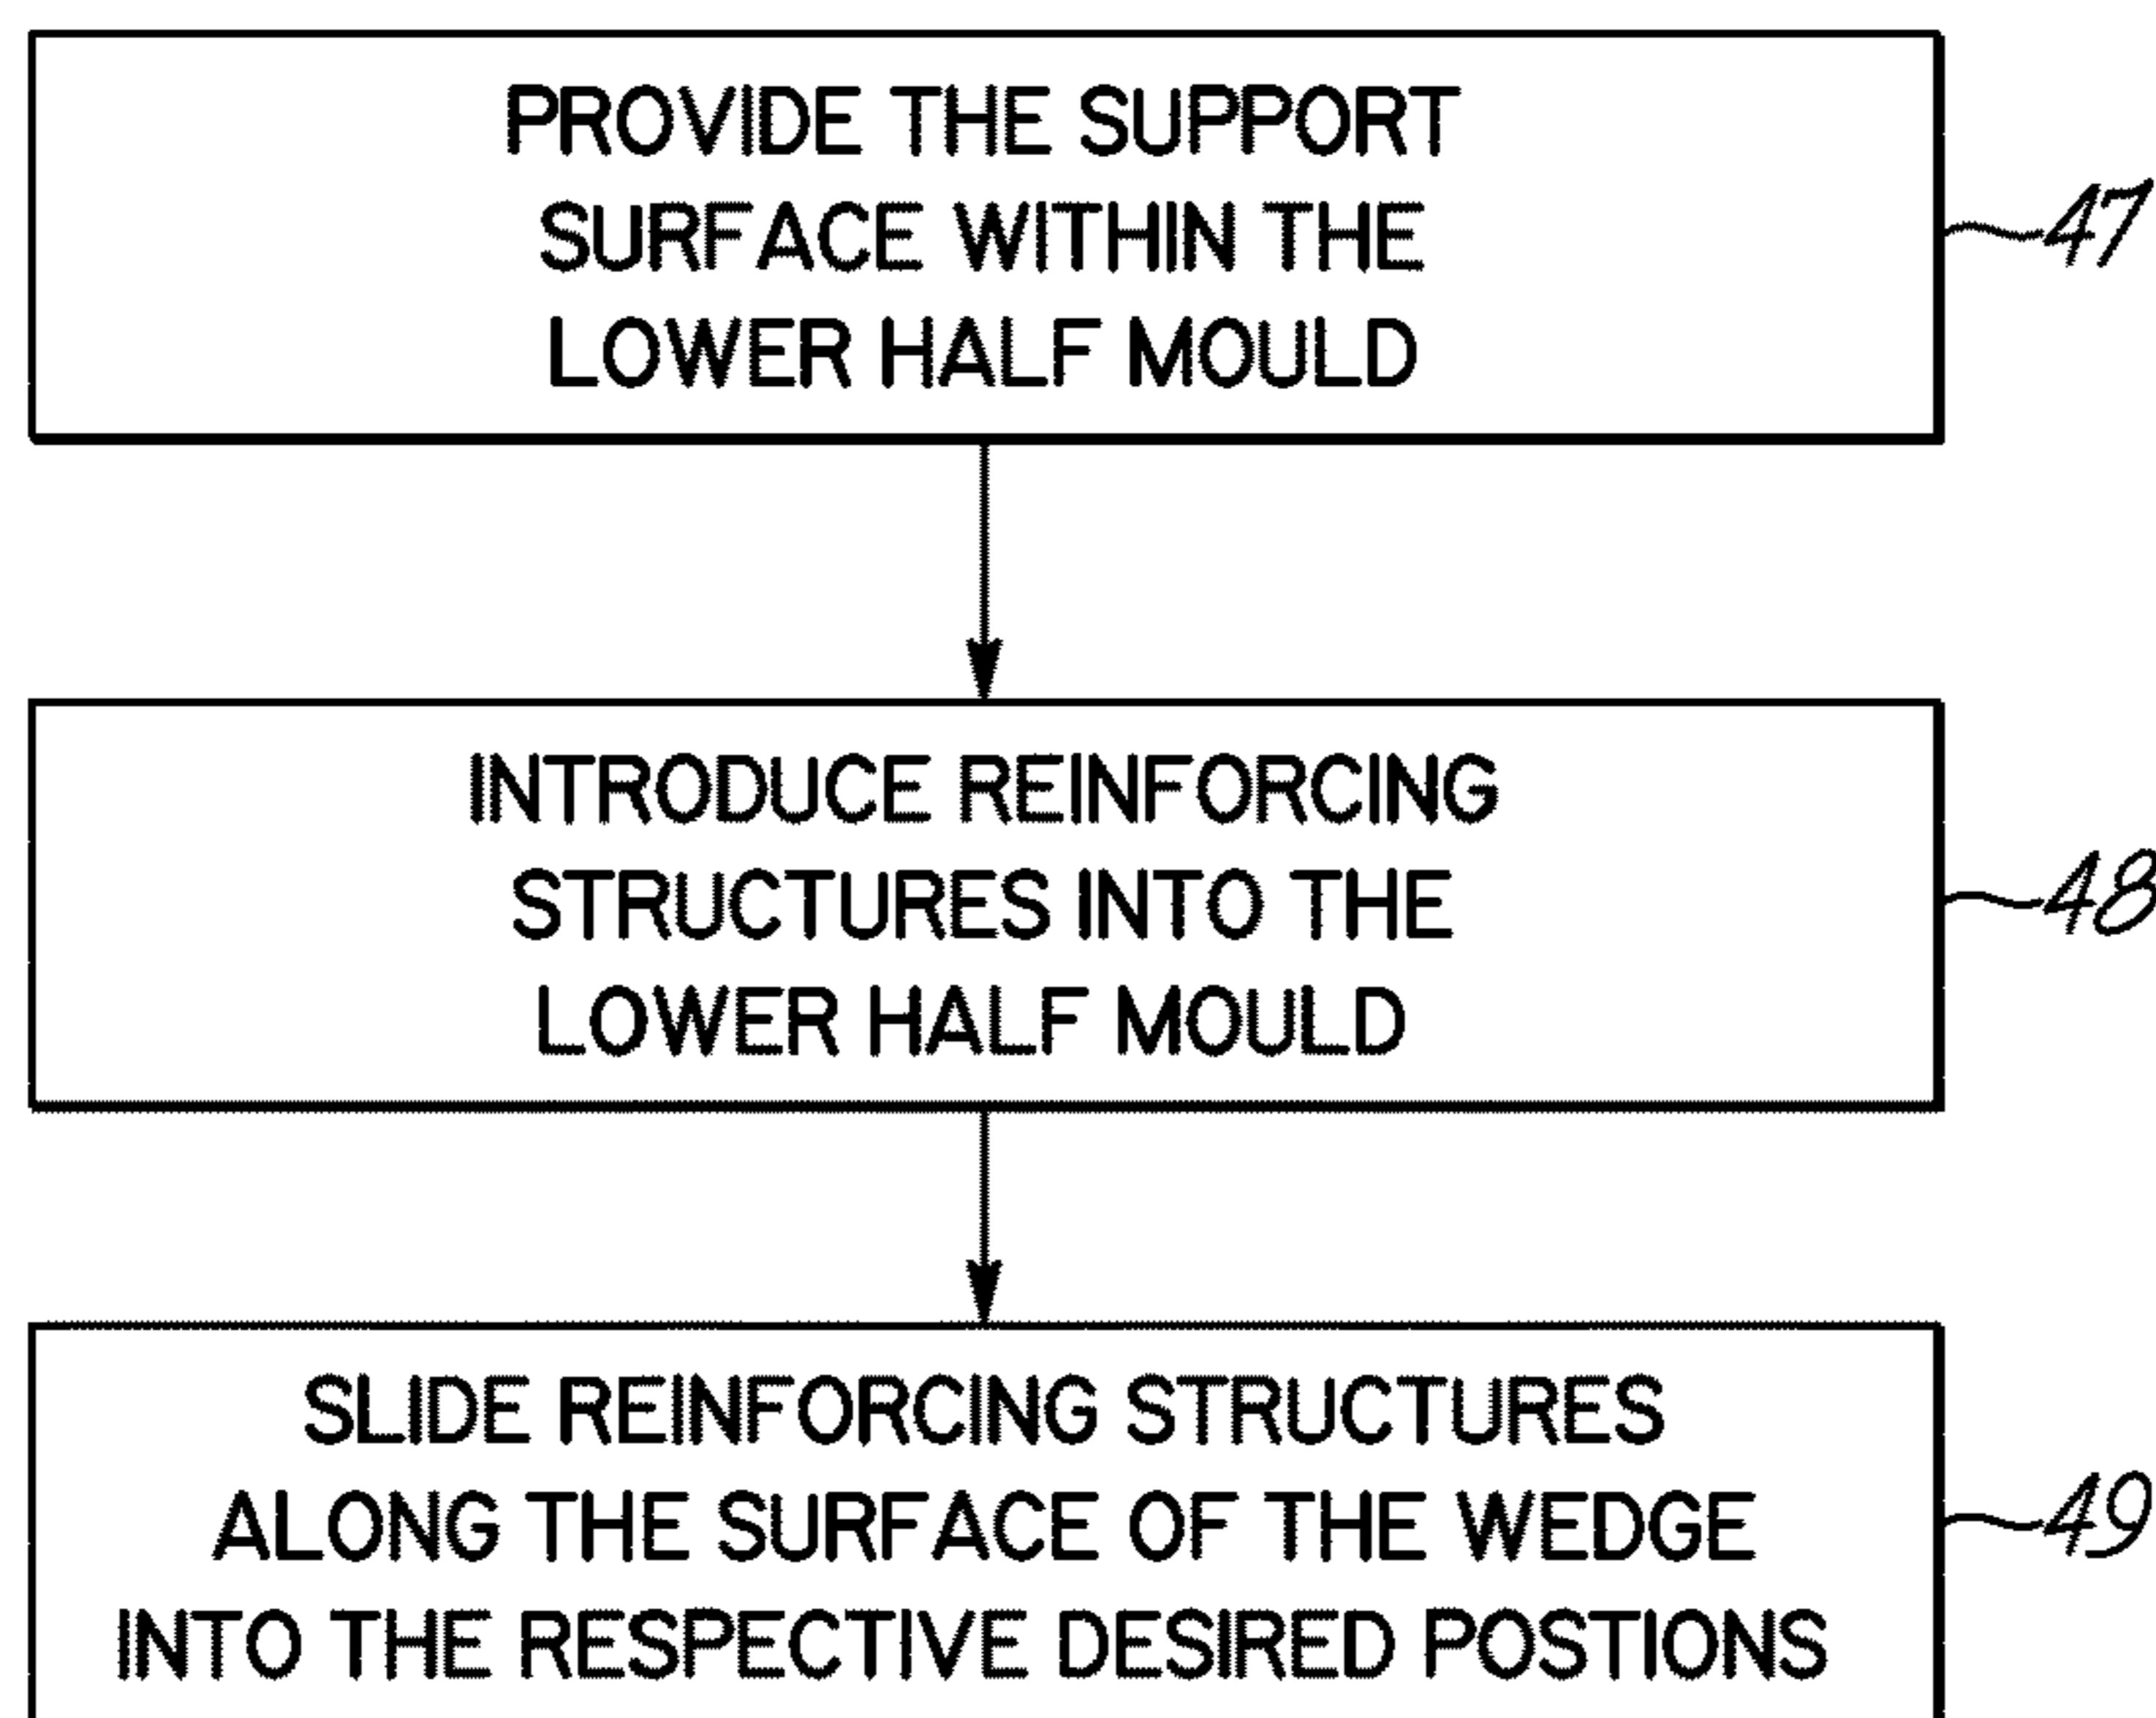 PROVIDE THE SUPPORT
SURFACE WITHIN THE
LOWER HALF MOULD
47
INTRODUCE REINFORCING
STRUCTURES INTO THE
LOWER HALF MOULD
48
SLIDE REINFORCING STRUCTURES
ALONG THE SURFACE OF THE WEDGE
INTO THE RESPECTIVE DESIRED POSTIONS
49